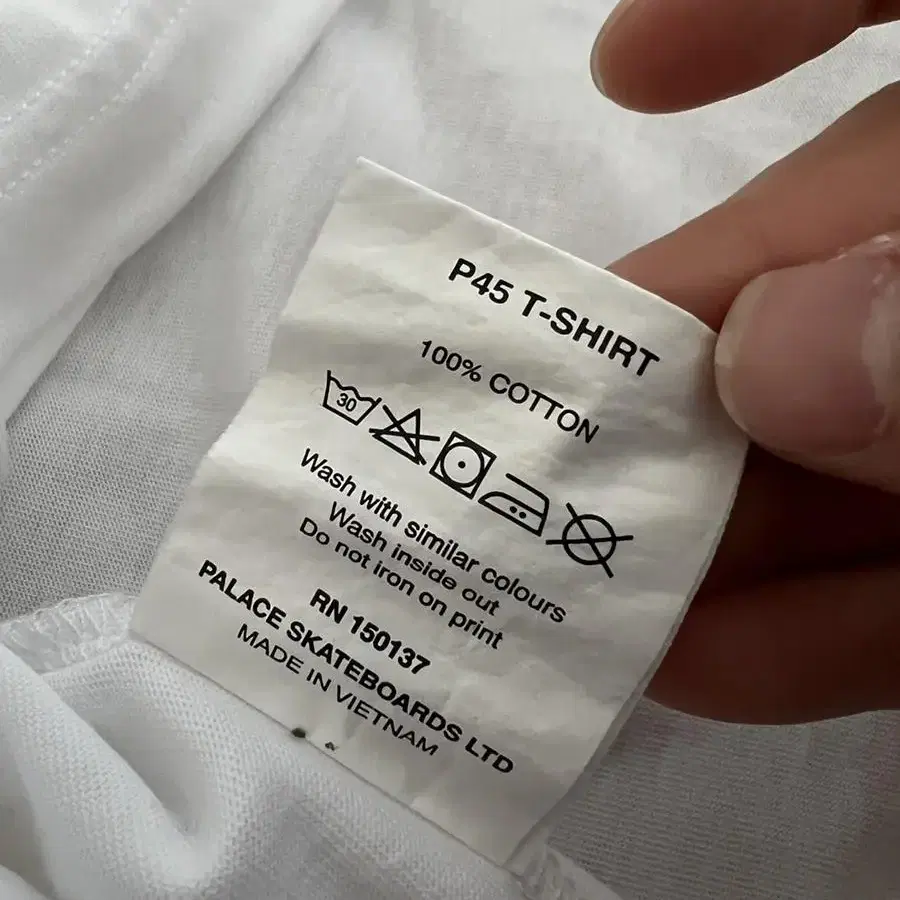 P45 T-SHIRT
100% COTTON
30
Wash with similar colours
Wash inside out
Do not iron on print
RN 150137
PALACE SKATEBOARDS LTD
MADE IN VIETNAM